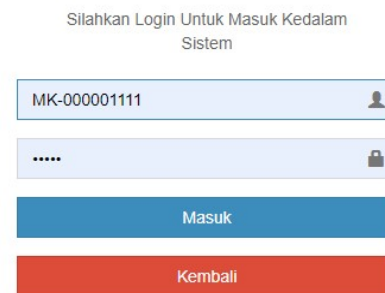 Silahkan Login Untuk Masuk Kedalam
Sistem
MK-000001111
•••••
Masuk
Kembali